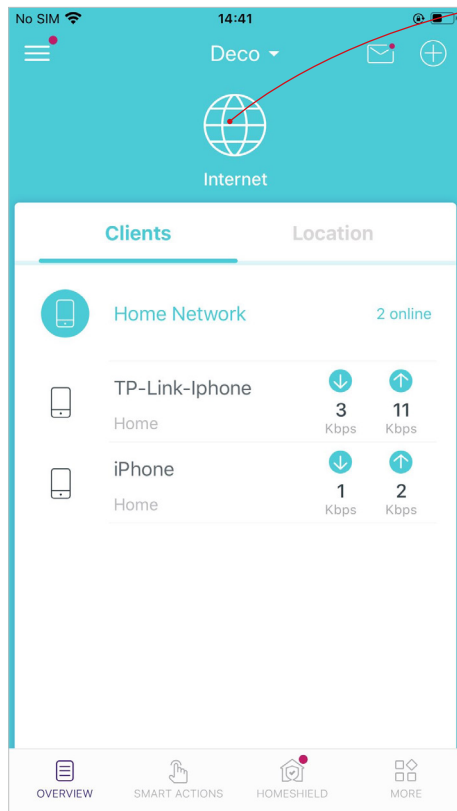 No SIM 14:41
Deco
Internet
Clients Location
Home Network 2 online
TP-Link-Iphone
Home
3 11
Kbps Kbps
iPhone
Home
1 2
Kbps Kbps
OVERVIEW SMART ACTIONS HOMESHIELD MORE